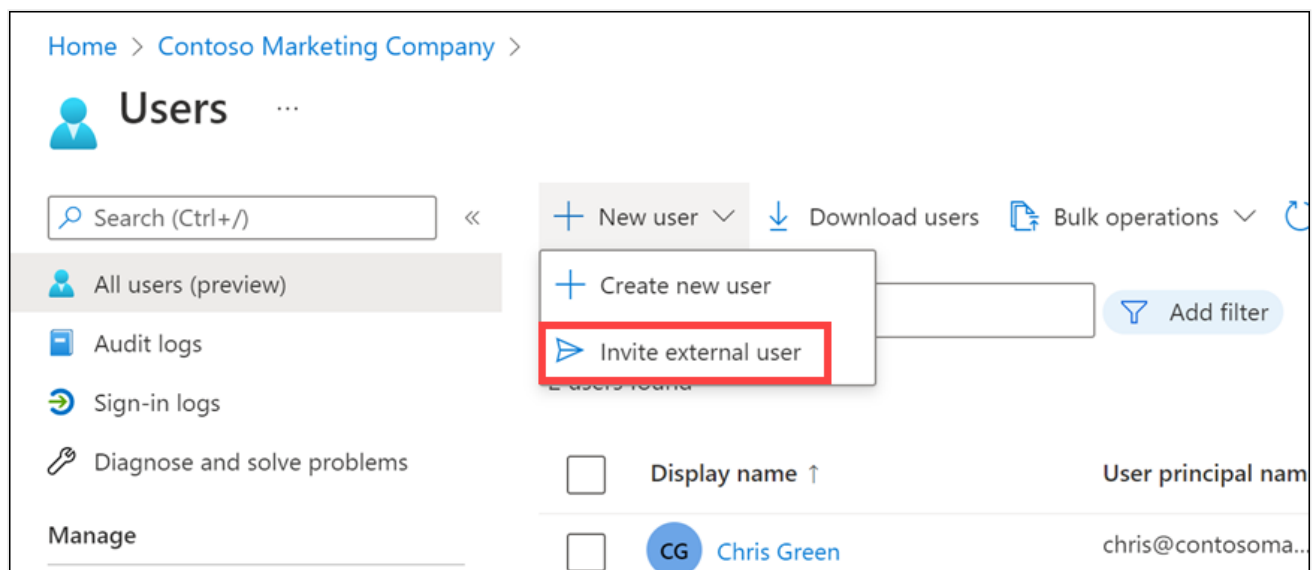 Home > Contoso Marketing Company >
Users ...
Search (Ctrl+/) «
New user Download users Bulk operations
All users (preview)
Create new user
Add filter
Audit logs
Invite external user
users found
Sign-in logs
Diagnose and solve problems
Display name ↑ User principal nam
Manage
CG Chris Green chris@contosoma...